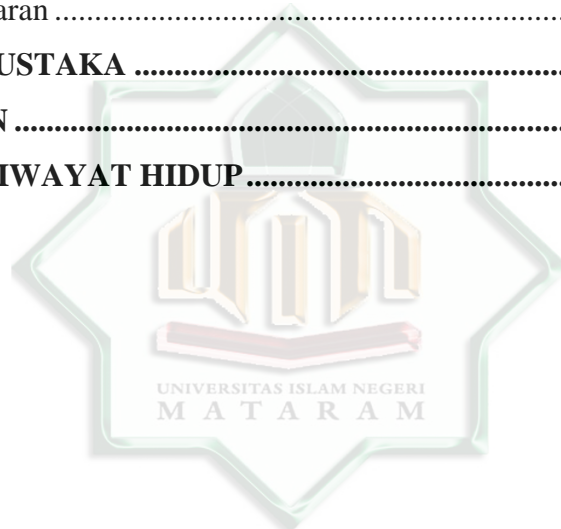 aran ..........................................................................
USTAKA ..............................................................
N ................................................................................
IWAYAT HIDUP ..............................................
UNIVERSITAS ISLAM NEGERI
MATARAM